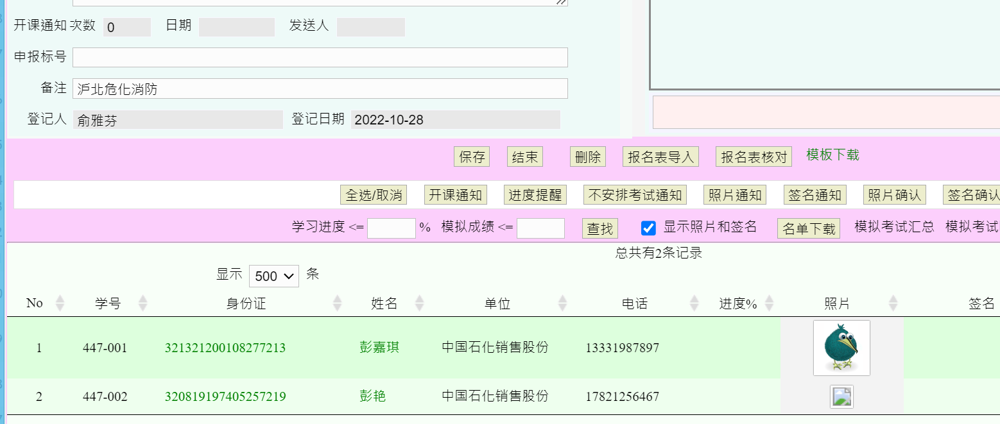 开课通知 次数 0 日期 发送人
申报标号
备注 沪北危化消防
登记人 俞雅芬 登记日期 2022-10-28
保存 结束 删除 报名表导入 报名表核对 模板下载
全选/取消 开课通知 进度提醒 不安排考试通知 照片通知 签名通知 照片确认 签名确认
学习进度 <= % 模拟成绩 <= 查找 显示照片和签名 名单下载 模拟考试汇总 模拟考试
总共有2条记录
显示 500 条
No 学号 身份证 姓名 单位 电话 进度% 照片 签名
1 447-001 321321200108277213 彭嘉琪 中国石化销售股份 13331987897
2 447-002 320819197405257219 彭艳 中国石化销售股份 17821256467